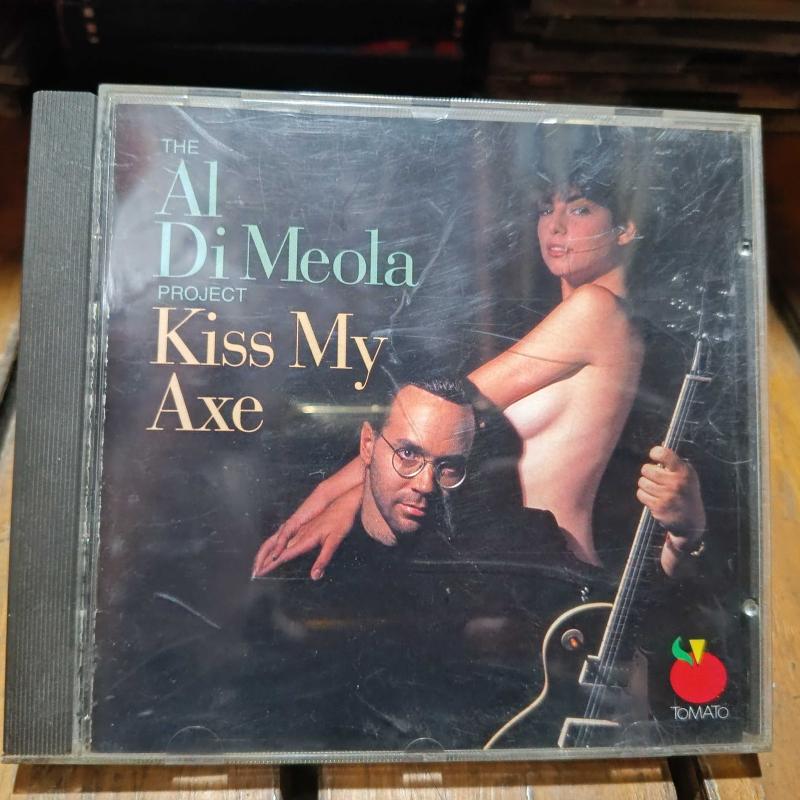 THE
Al
Di Meola
PROJECT
Kiss My
Axe
TOMATO